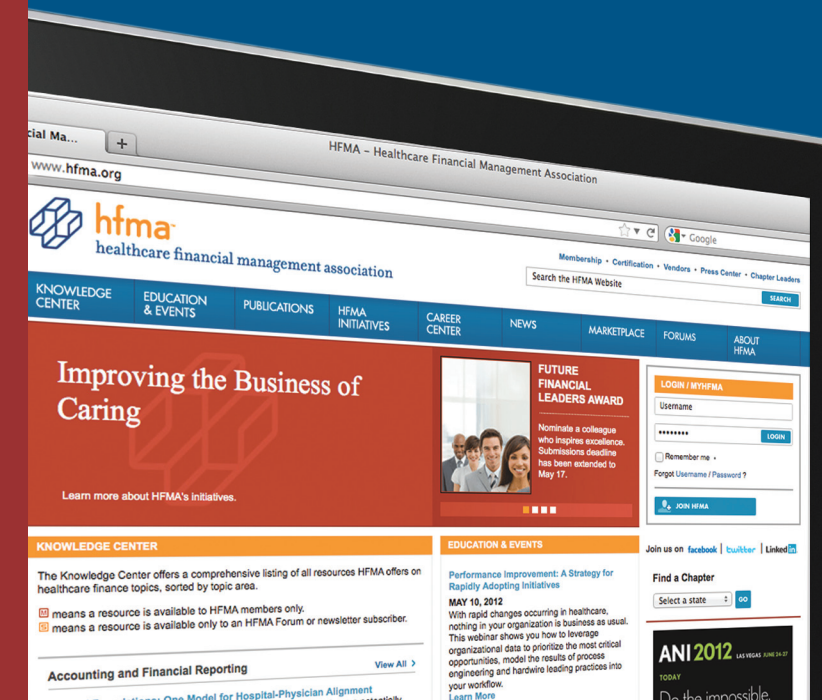 cial Ma...
+
HFMA – Healthcare Financial Management Association
www.hfma.org
Google
hfma
healthcare financial management association
Membership • Certification • Vendors • Press Center • Chapter Leaders
Search the HFMA Website
SEARCH
KNOWLEDGE
CENTER
EDUCATION
& EVENTS
PUBLICATIONS
HFMA
INITIATIVES
CAREER
CENTER
NEWS
MARKETPLACE
FORUMS
ABOUT
HFMA
Improving the Business of
Caring
Learn more about HFMA's initiatives.
FUTURE
FINANCIAL
LEADERS AWARD
Nominate a colleague
who inspires excellence.
Submissions deadline
has been extended to
May 17.
LOGIN / MYHFMA
Username
••••••••
LOGIN
Remember me •
Forgot Username / Password ?
JOIN HFMA
KNOWLEDGE CENTER
The Knowledge Center offers a comprehensive listing of all resources HFMA offers on
healthcare finance topics, sorted by topic area.
means a resource is available to HFMA members only.
means a resource is available only to an HFMA Forum or newsletter subscriber.
Accounting and Financial Reporting
View All >
One Model for Hospital-Physician Alignment
EDUCATION & EVENTS
Performance Improvement: A Strategy for
Rapidly Adopting Initiatives
MAY 10, 2012
With rapid changes occurring in healthcare,
nothing in your organization is business as usual.
This webinar shows you how to leverage
organizational data to prioritize the most critical
opportunities, model the results of process
engineering and hardwire leading practices into
your workflow.
Learn More
Join us on facebook | twitter | Linked in
Find a Chapter
Select a state
GO
ANI 2012 LAS VEGAS JUNE 24-27
TODAY
Do the impossible.